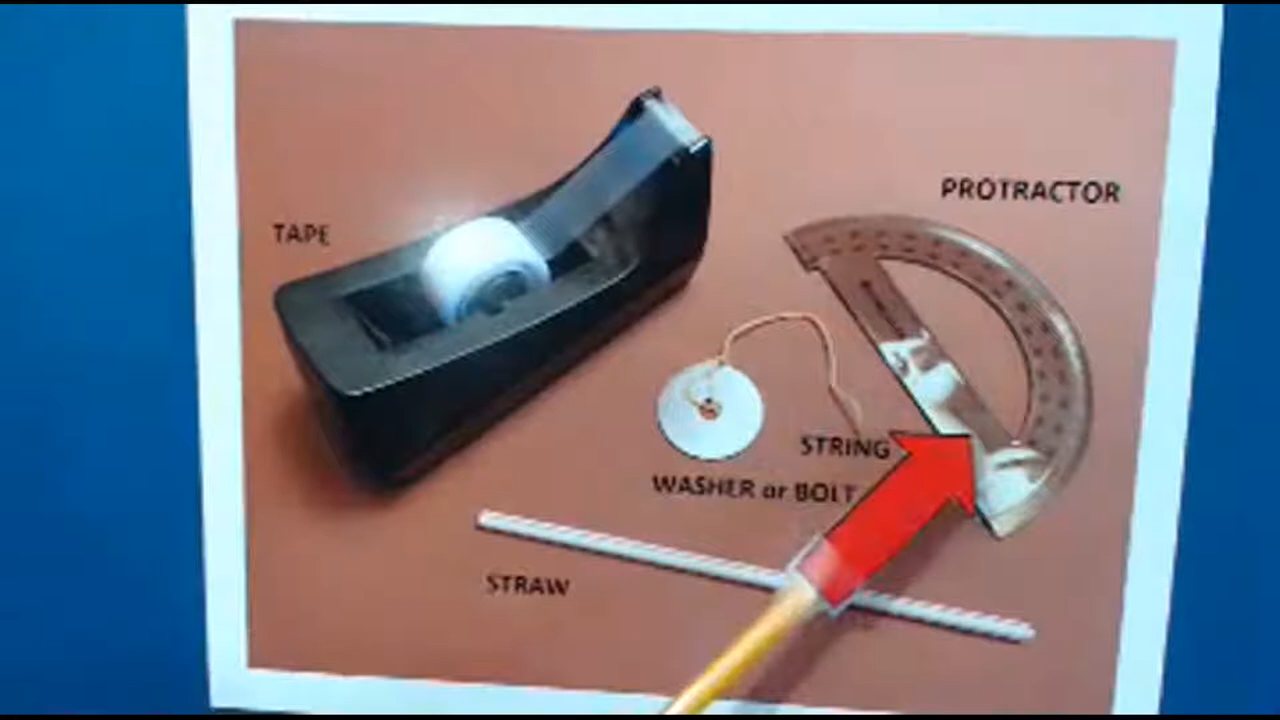 PROTRACTOR
TAPE
STRING
WASHER or BOLT
STRAW